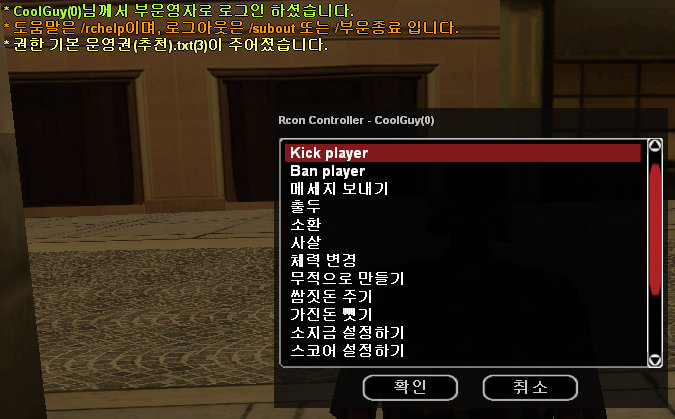 * CoolGuy(0)님께서 부운영자로 로그인 하셨습니다.
* 도움말은 /rchelp이며, 로그아웃은 /subout 또는 /부운종료 입니다.
* 권한 기본 운영권(추천).txt(3)이 주어졌습니다.
Rcon Controller - CoolGuy(0)
Kick player
Ban player
메세지 보내기
출두
소환
사살
체력 변경
무적으로 만들기
쌈짓돈 주기
가진돈 뺏기
소지금 설정하기
스코어 설정하기
확인 취소